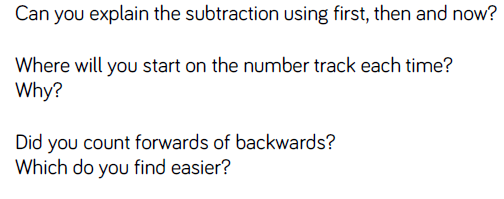 Can you explain the subtraction using first, then and now?
Where will you start on the number track each time?
Why?
Did you count forwards of backwards?
Which do you find easier?